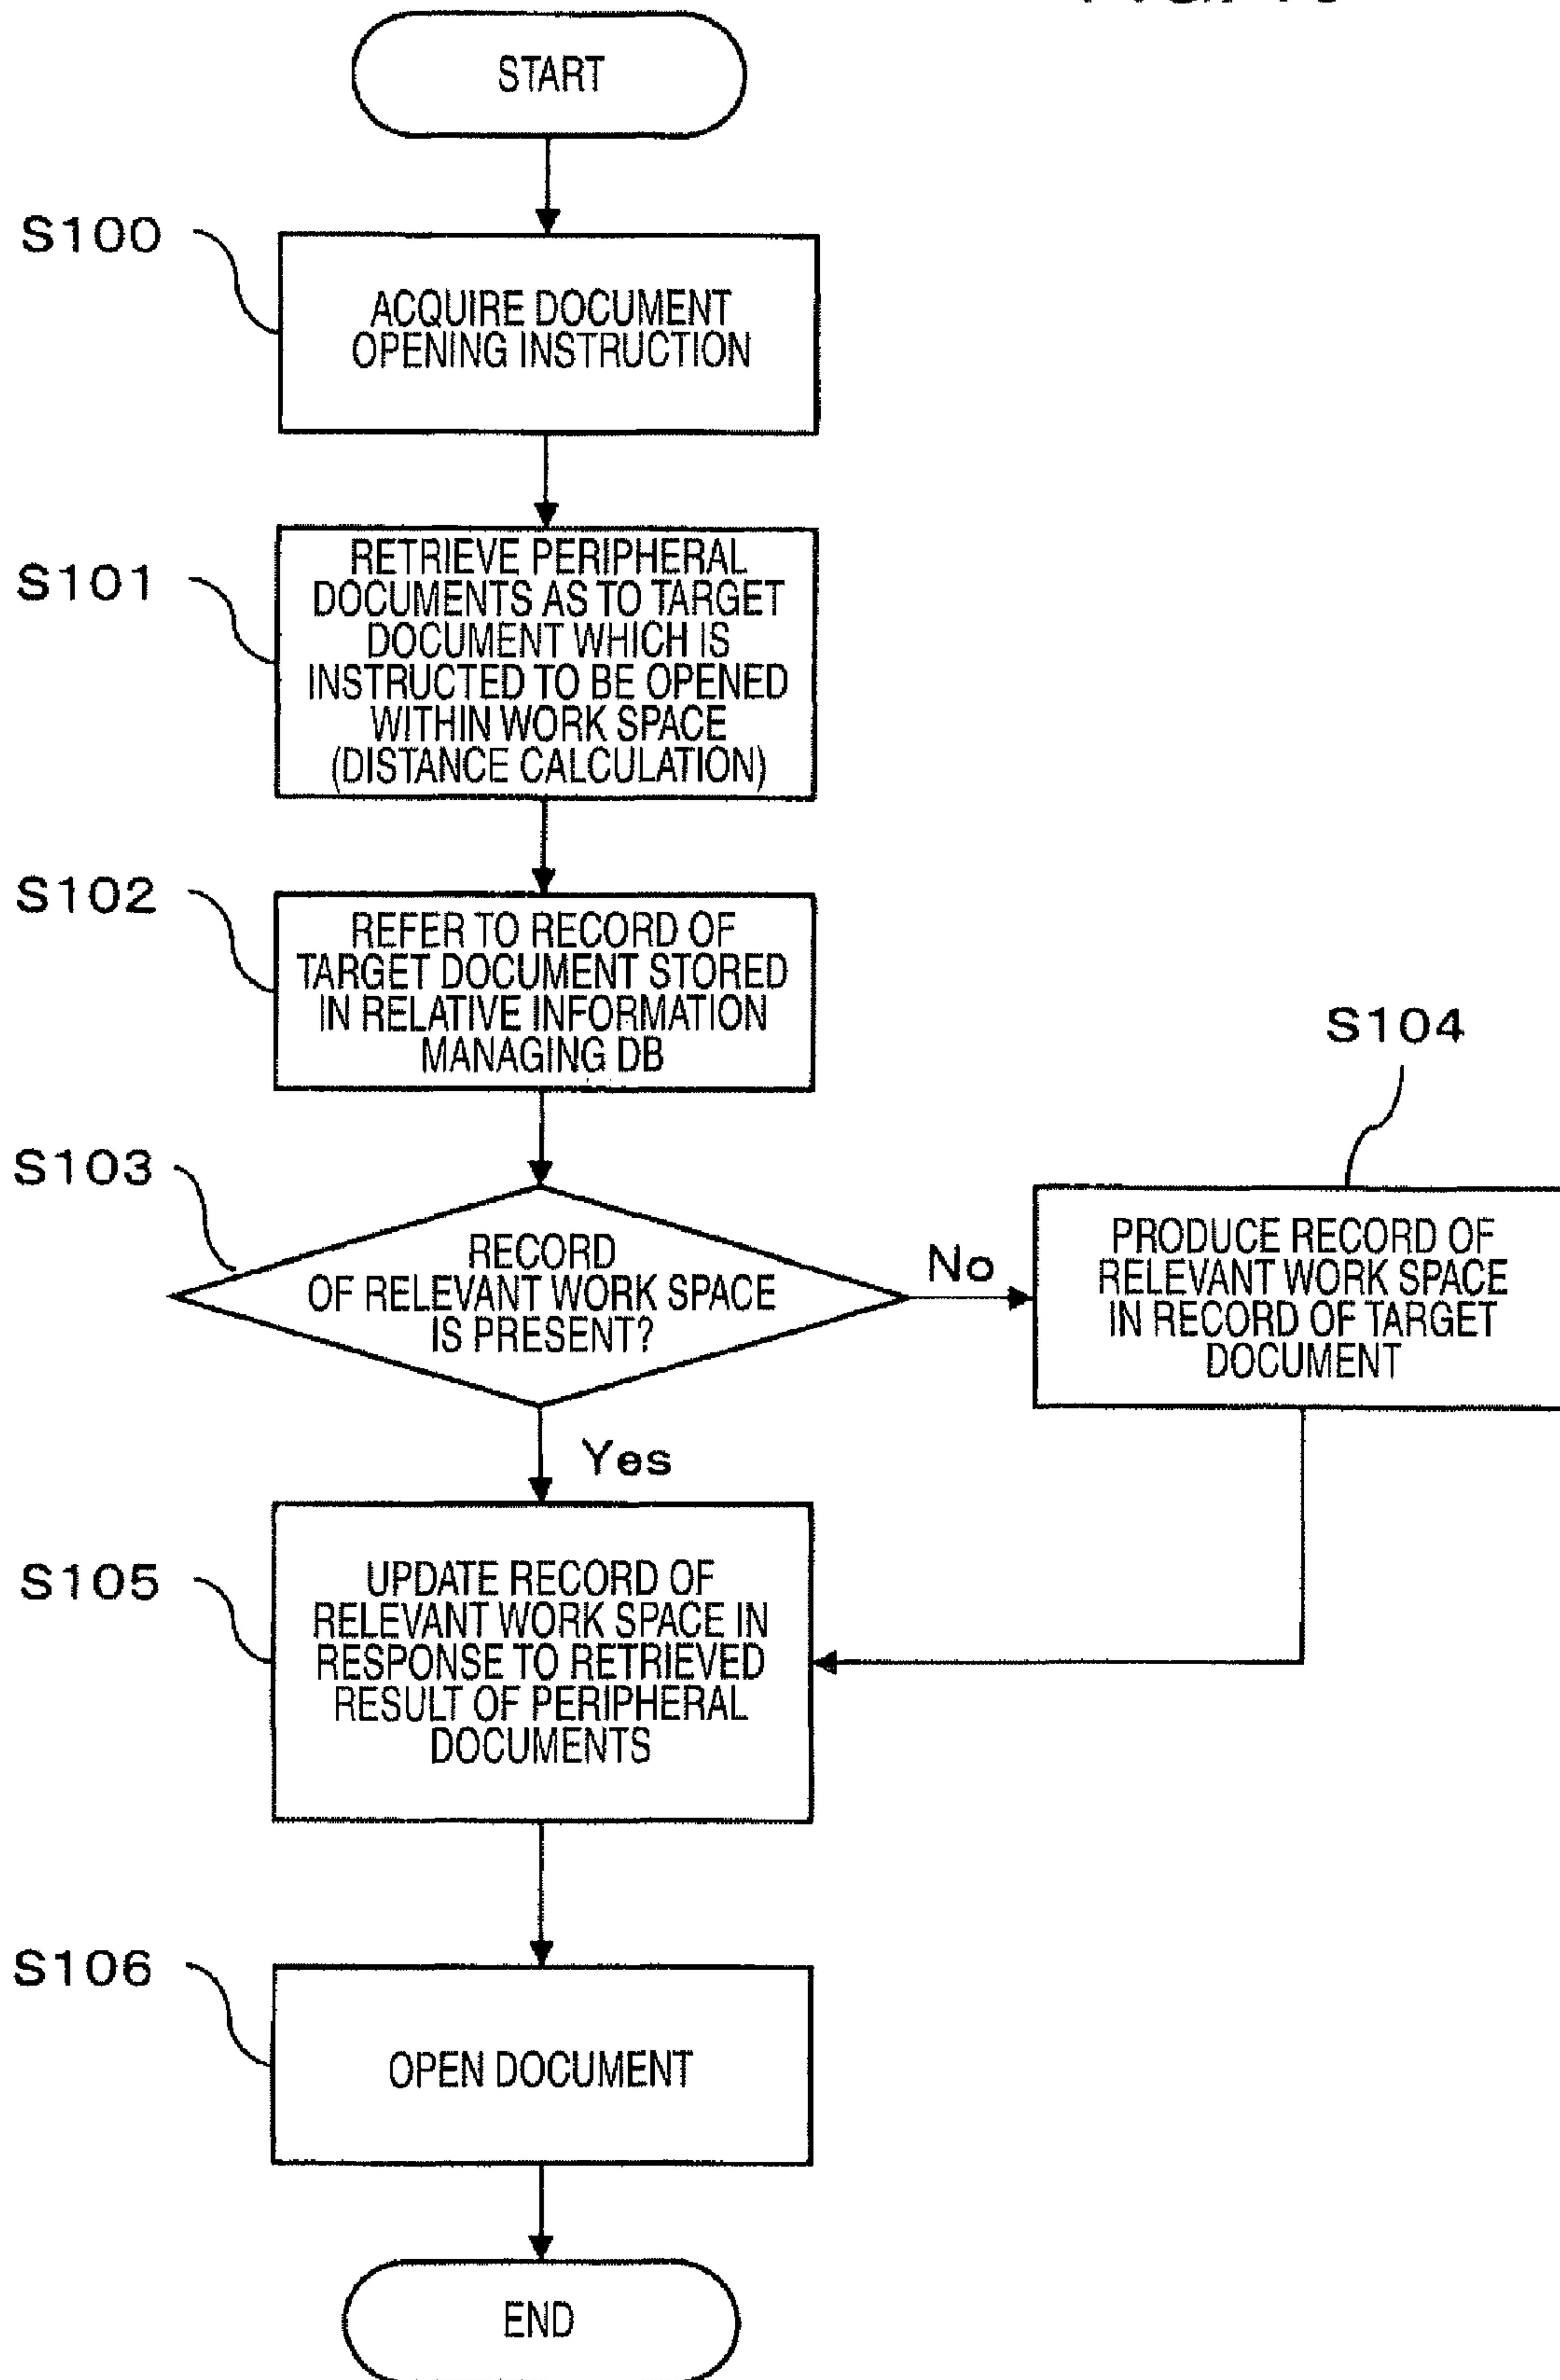 START
S100
ACQUIRE DOCUMENT
OPENING INSTRUCTION
S101
RETRIEVE PERIPHERAL
DOCUMENTS AS TO TARGET
DOCUMENT WHICH IS
INSTRUCTED TO BE OPENED
WITHIN WORK SPACE
(DISTANCE CALCULATION)
S102
REFER TO RECORD OF
TARGET DOCUMENT STORED
IN RELATIVE INFORMATION
MANAGING DB
S103
RECORD
OF RELEVANT WORK SPACE
IS PRESENT?
No
S104
PRODUCE RECORD OF
RELEVANT WORK SPACE
IN RECORD OF TARGET
DOCUMENT
Yes
S105
UPDATE RECORD OF
RELEVANT WORK SPACE IN
RESPONSE TO RETRIEVED
RESULT OF PERIPHERAL
DOCUMENTS
S106
OPEN DOCUMENT
END